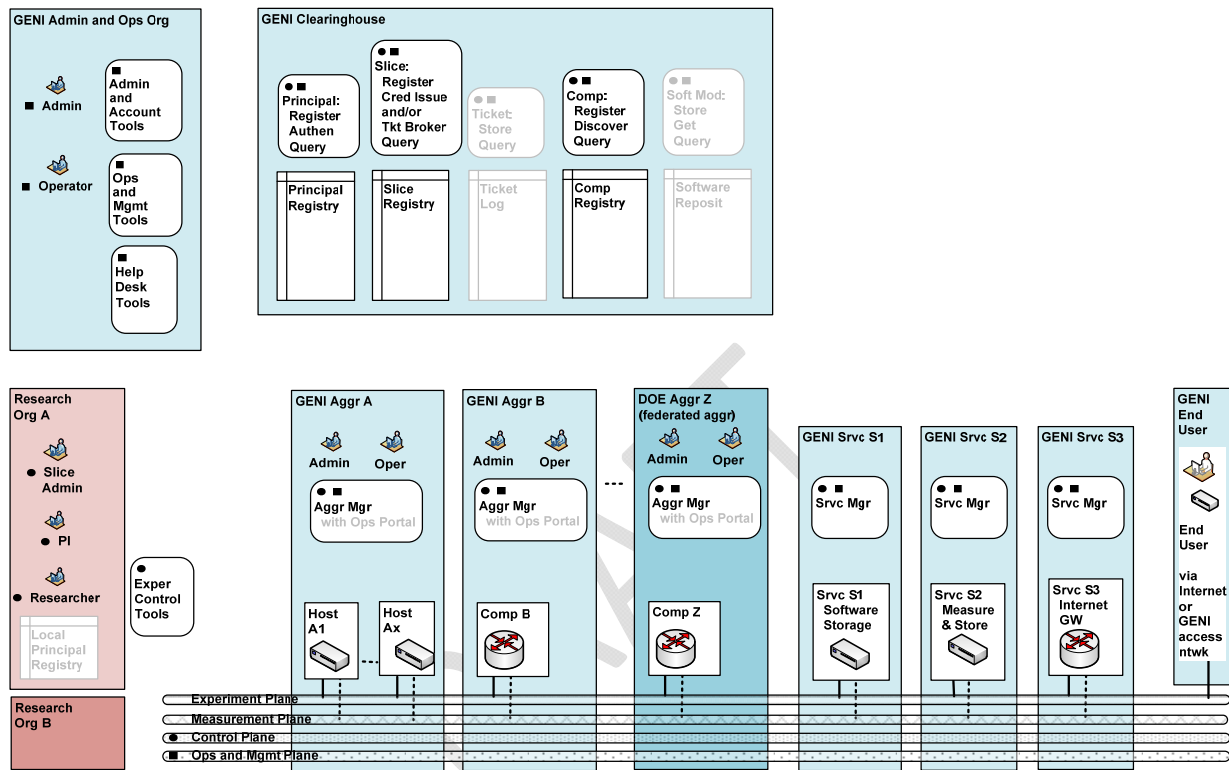 GENI Admin and Ops Org
Admin
Operator
Admin
and
Account
Tools
Ops
and
Mgmt
Tools
Help
Desk
Tools
GENI Clearinghouse
Principal:
Register
Authen
Query
Slice:
Register
Cred Issue
and/or
Tkt Broker
Query
Ticket:
Store
Query
Comp:
Register
Discover
Query
Soft Mod:
Store
Get
Query
Principal
Registry
Slice
Registry
Ticket
Log
Comp
Registry
Software
Reposit
Research
Org A
Slice
Admin
PI
Researcher
Local
Principal
Registry
Exper
Control
Tools
Research
Org B
GENI Aggr A
Admin Oper
Aggr Mgr
with Ops Portal
Host
A1
Host
Ax
GENI Aggr B
Admin Oper
Aggr Mgr
with Ops Portal
Comp B
DOE Aggr Z
(federated aggr)
Admin Oper
Aggr Mgr
with Ops Portal
Comp Z
GENI Srvc S1
Srvc Mgr
Srvc S1
Software
Storage
GENI Srvc S2
Srvc Mgr
Srvc S2
Measure
& Store
GENI Srvc S3
Srvc Mgr
Srvc S3
Internet
GW
GENI
End
User
End
User
via
Internet
or
GENI
access
ntwk
Experiment Plane
Measurement Plane
Control Plane
Ops and Mgmt Plane